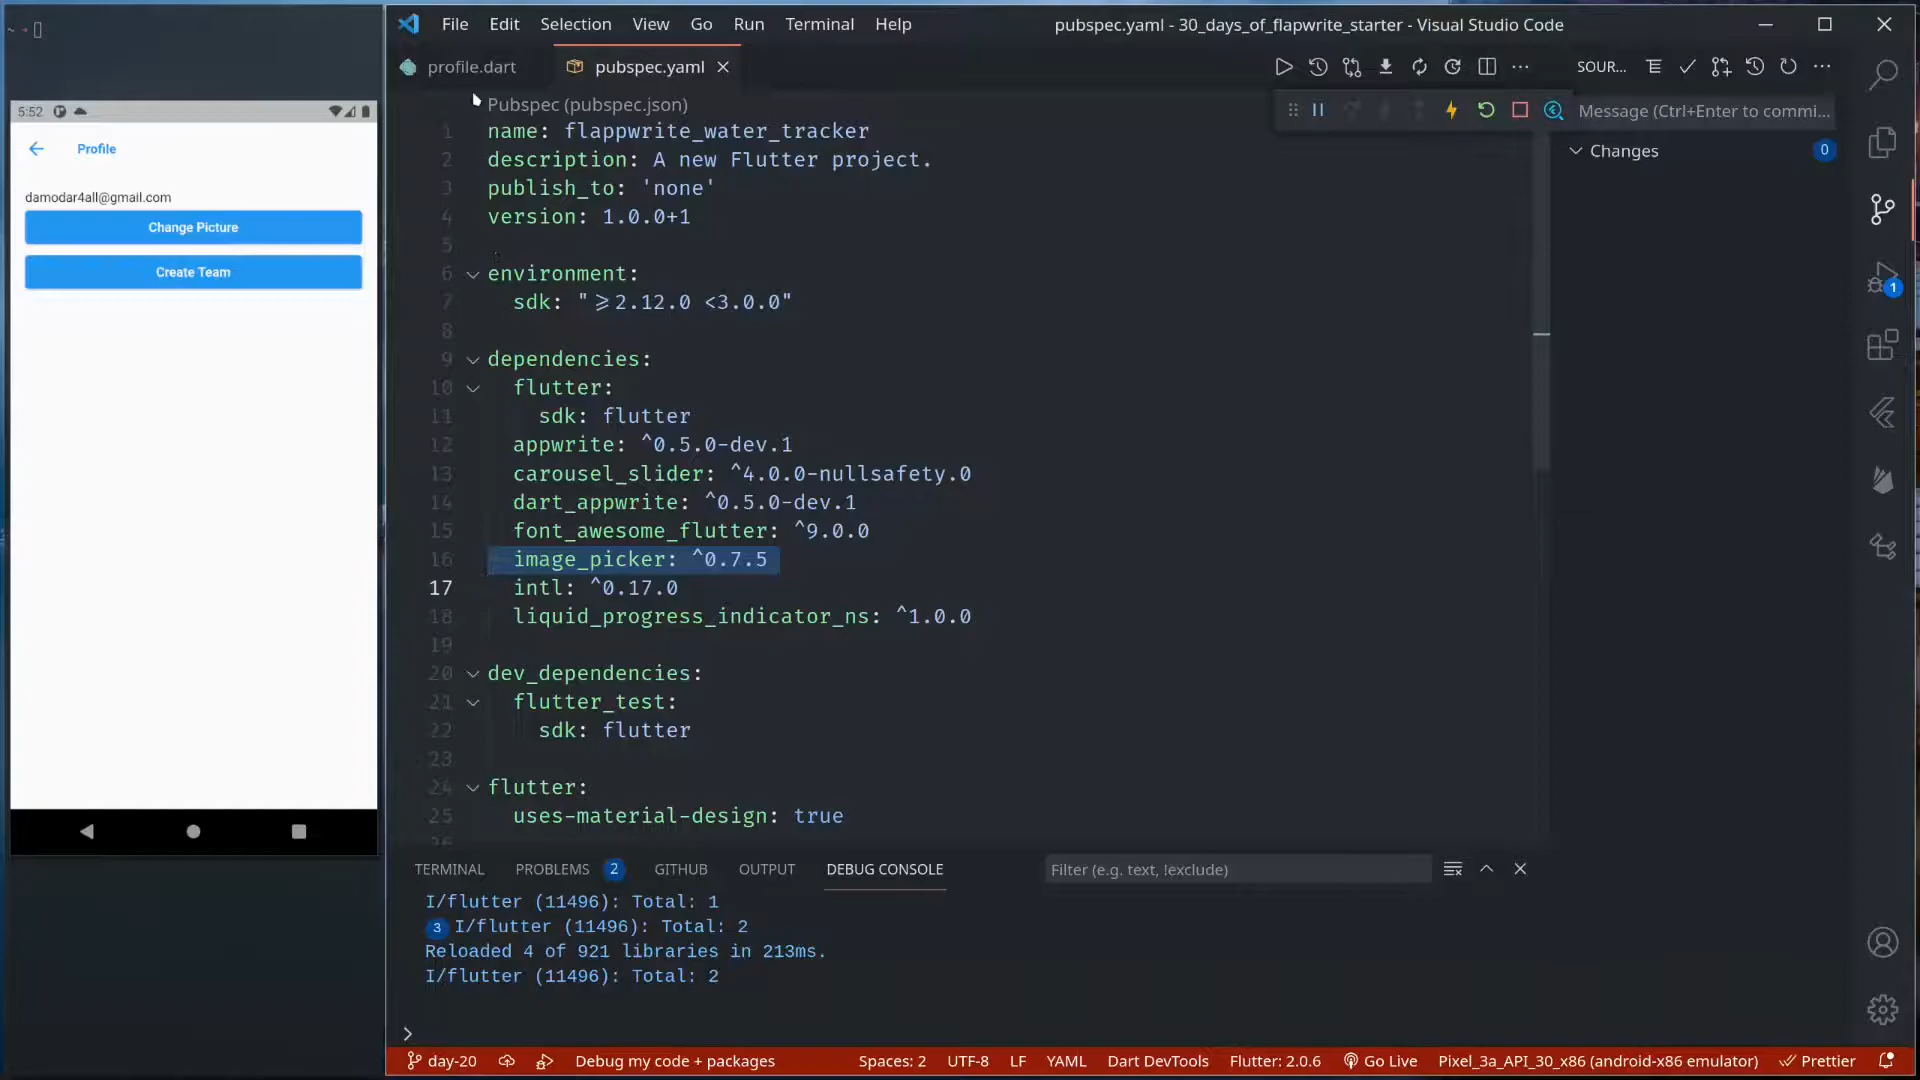 File Edit Selection View Go Run Terminal Help
pubspec.yaml - 30_days_of_flapwrite_starter - Visual Studio Code
profile.dart
pubspec.yaml
SOUR...
Message (Ctrl+Enter to commi...
Changes
0
1
5:52
Profile
damodar4all@gmail.com
Change Picture
Create Team
Pubspec (pubspec.json)
1 name: flappwrite_water_tracker
2 description: A new Flutter project.
3 publish_to: 'none'
4 version: 1.0.0+1
5
6 environment:
7 sdk: ">=2.12.0 <3.0.0"
8
9 dependencies:
10 flutter:
11 sdk: flutter
12 appwrite: ^0.5.0-dev.1
13 carousel_slider: ^4.0.0-nullsafety.0
14 dart_appwrite: ^0.5.0-dev.1
15 font_awesome_flutter: ^9.0.0
16 image_picker: ^0.7.5
17 intl: ^0.17.0
18 liquid_progress_indicator_ns: ^1.0.0
19
20 dev_dependencies:
21 flutter_test:
22 sdk: flutter
23
24 flutter:
25 uses-material-design: true
TERMINAL PROBLEMS 2 GITHUB OUTPUT DEBUG CONSOLE
Filter (e.g. text, !exclude)
I/flutter (11496): Total: 1
3 I/flutter (11496): Total: 2
Reloaded 4 of 921 libraries in 213ms.
I/flutter (11496): Total: 2
>
day-20 Debug my code + packages Spaces: 2 UTF-8 LF YAML Dart DevTools Flutter: 2.0.6 Go Live Pixel_3a_API_30_x86 (android-x86 emulator) Prettier